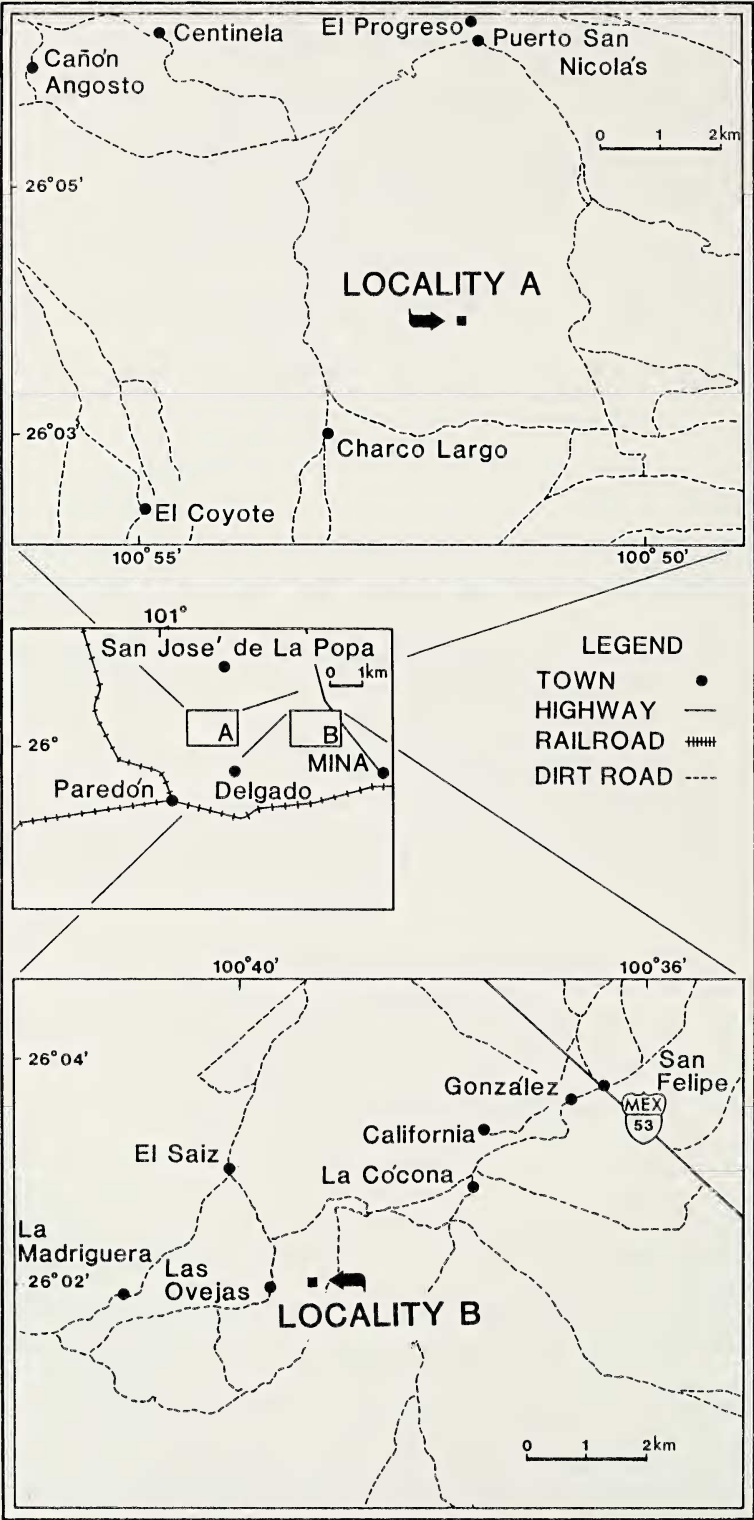 El Progreso
Centinela
Puerto San
Nicolás
Cañón
Angosto
0 1 2km
26°05'
LOCALITY A
26°03'
Charco Largo
El Coyote
100°55'
100°50'
101°
San José de La Popa
0 1km
26°
A
B
MINA
Paredón
Delgado
LEGEND
TOWN
HIGHWAY
RAILROAD
DIRT ROAD
100°40'
100°36'
26°04'
San
Felipe
González
MEX
53
California
El Saiz
La Cócona
La
Madriguera
26°02'
Las
Ovejas
LOCALITY B
0 1 2km